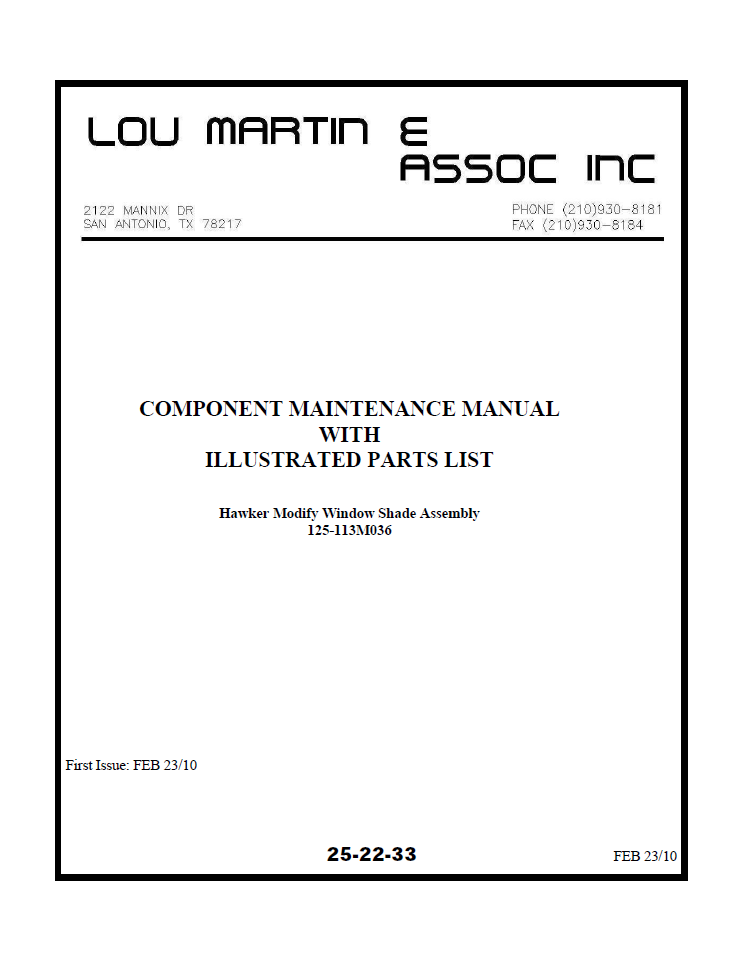 LOU MARTIN &
ASSOC INC
2122 MANNIX DR
SAN ANTONIO, TX 78217
PHONE (210)930-8181
FAX (210)930-8184
COMPONENT MAINTENANCE MANUAL
WITH
ILLUSTRATED PARTS LIST
Hawker Modify Window Shade Assembly
125-113M036
First Issue: FEB 23/10
25-22-33
FEB 23/10